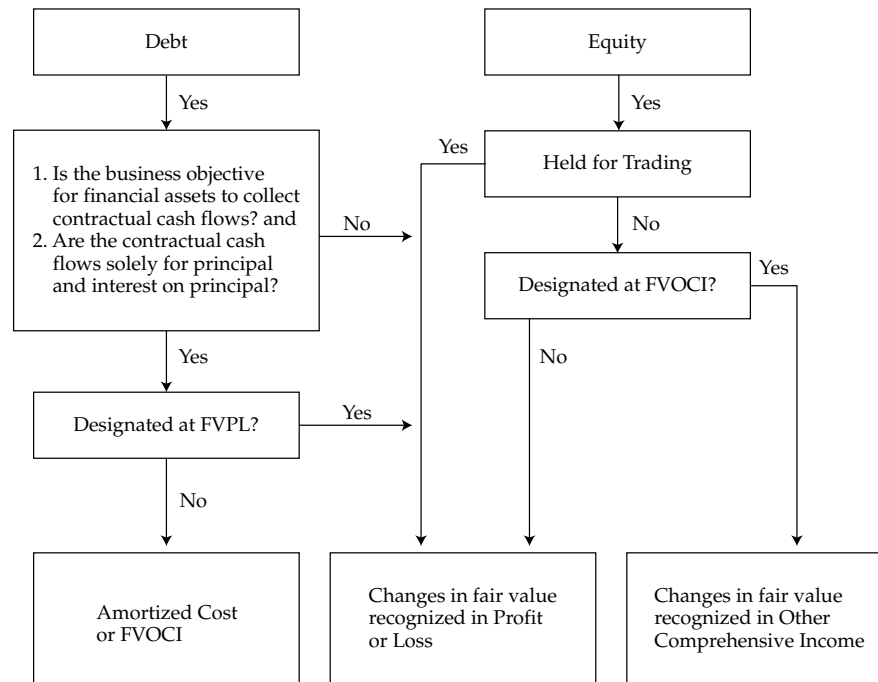 Debt
Yes
1. Is the business objective
for financial assets to collect
contractual cash flows? and
2. Are the contractual cash
flows solely for principal
and interest on principal?
No
Yes
Designated at FVPL?
Yes
No
Amortized Cost
or FVOCI
Equity
Yes
Held for Trading
Yes
No
Designated at FVOCI?
Yes
No
Changes in fair value
recognized in Profit
or Loss
Changes in fair value
recognized in Other
Comprehensive Income